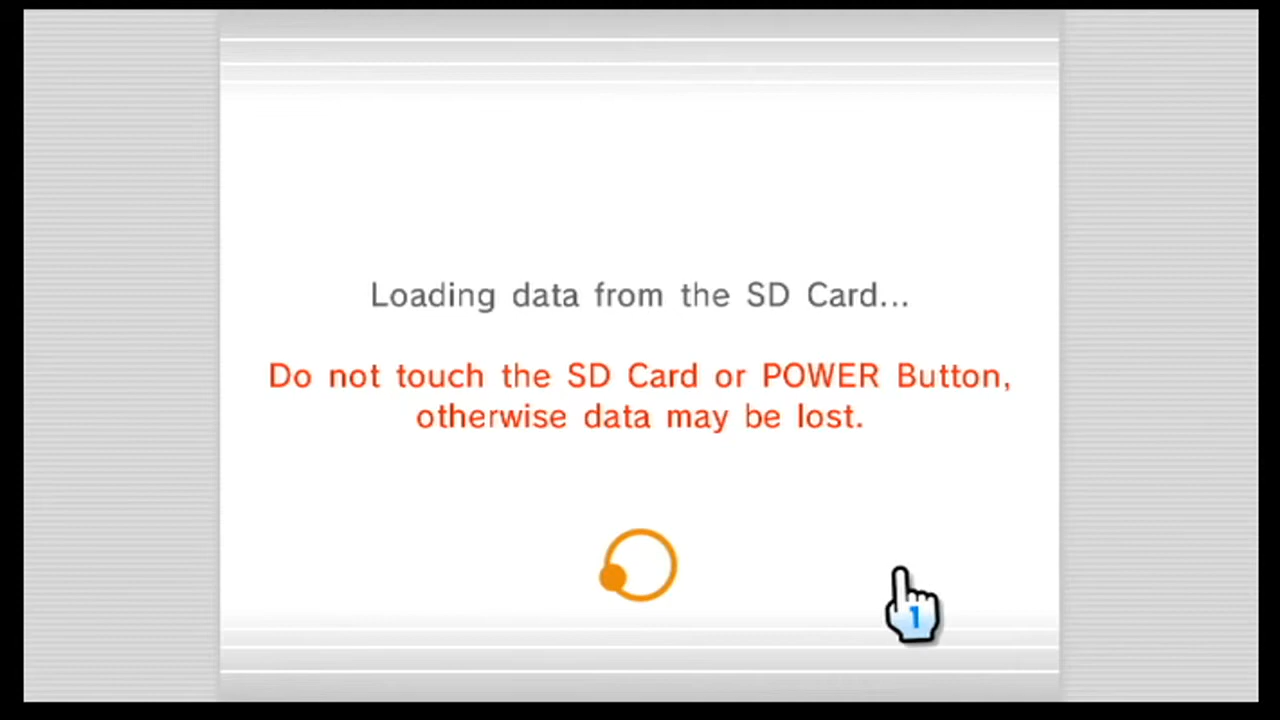 Loading data from the SD Card...
Do not touch the SD Card or POWER Button,
otherwise data may be lost.
1